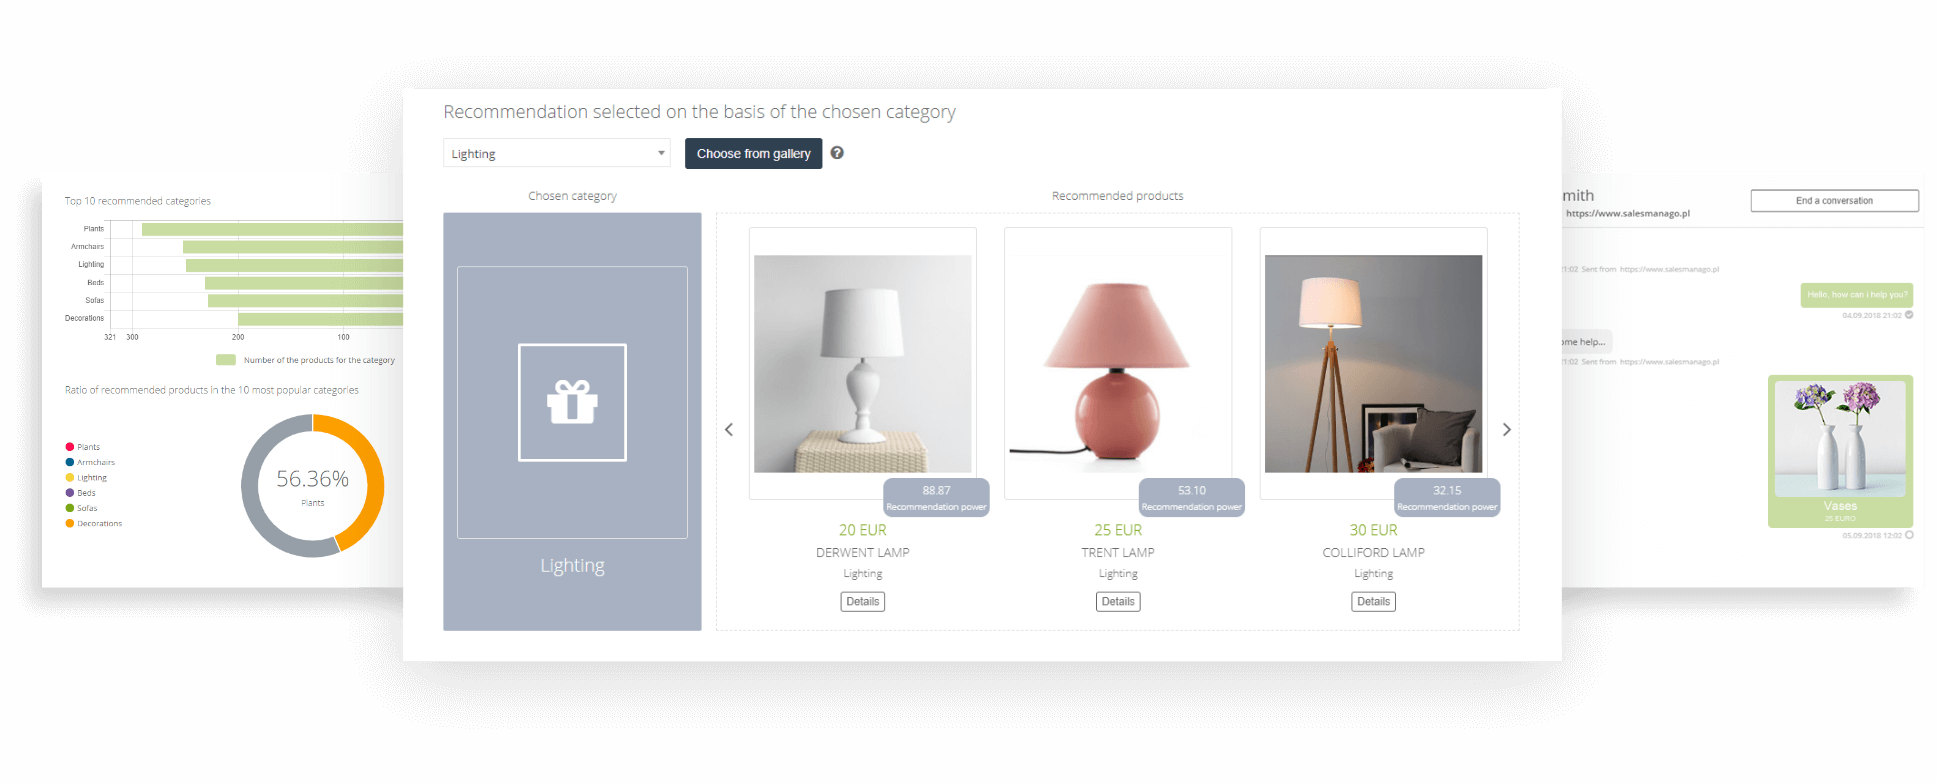 Recommendation selected on the basis of the chosen category
Lighting
Choose from gallery
?
Chosen category
Recommended products
Lighting
88.87
Recommendation power
20 EUR
DERWENT LAMP
Lighting
Details
53.10
Recommendation power
25 EUR
TRENT LAMP
Lighting
Details
32.15
Recommendation power
30 EUR
COLLIFORD LAMP
Lighting
Details
Top 10 recommended categories
Plants
Armchairs
Lighting
Beds
Sofas
Decorations
321 300 200 100
Number of the products for the category
Ratio of recommended products in the 10 most popular categories
Plants
Armchairs
Lighting
Beds
Sofas
Decorations
56.36%
Plants
mith
https://www.salesmanago.pl
End a conversation
1:02 Sent from https://www.salesmanago.pl
Hello, how can i help you?
04.09.2018 21:02
ome help...
1:02 Sent from https://www.salesmanago.pl
Vases
25 EURO
05.09.2018 12:02